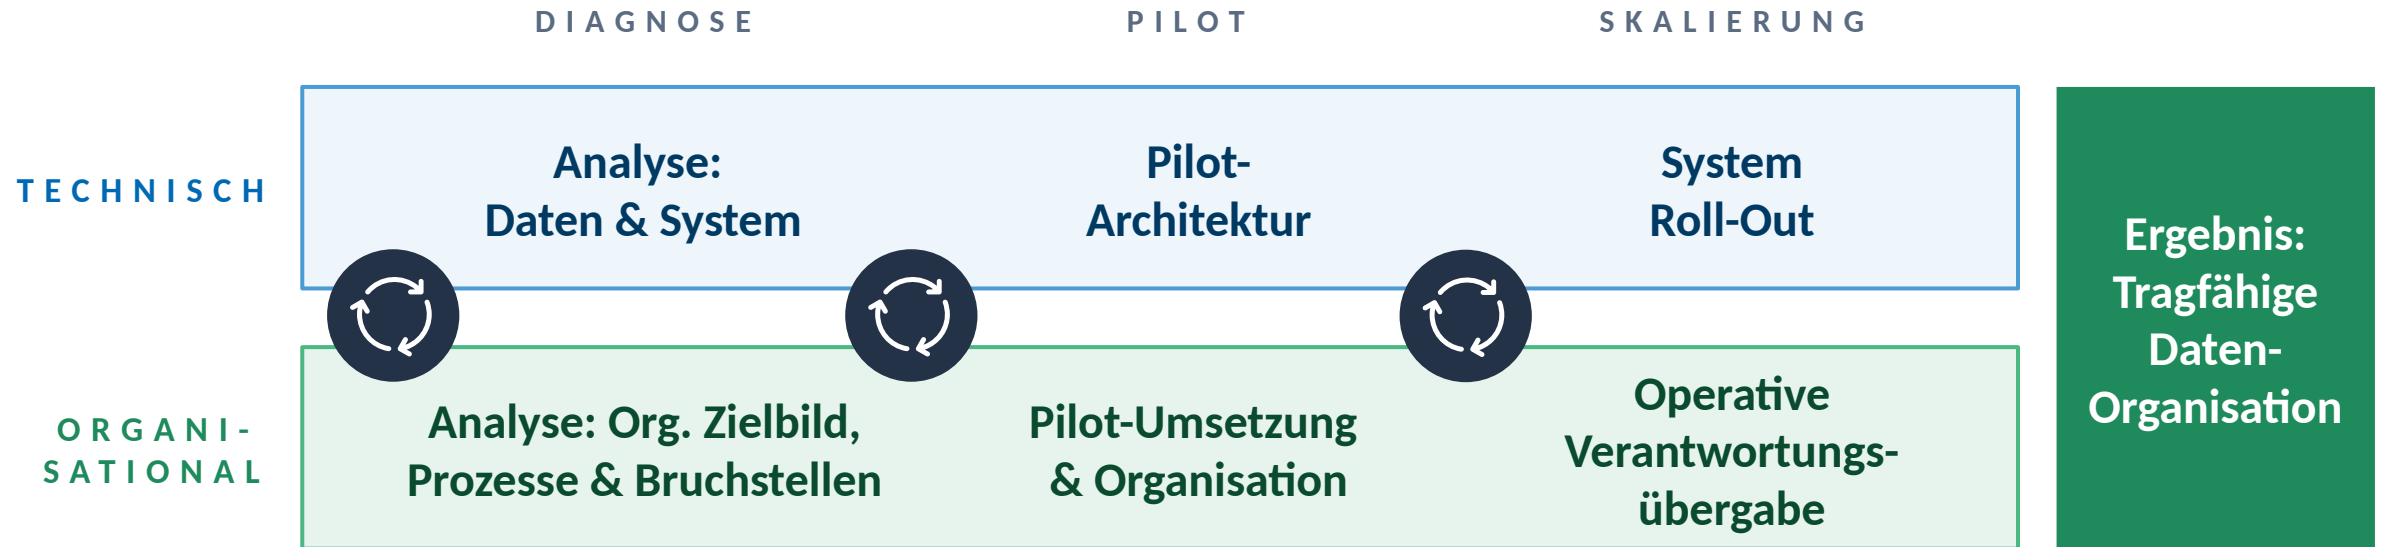 DIAGNOSE
PILOT
SKALIERUNG
TECHNISCH
Analyse:
Daten & System
Pilot-
Architektur
System
Roll-Out
ORGANI-
SATIONAL
Analyse: Org. Zielbild,
Prozesse & Bruchstellen
Pilot-Umsetzung
& Organisation
Operative
Verantwortungs-
übergabe
Ergebnis:
Tragfähige
Daten-
Organisation